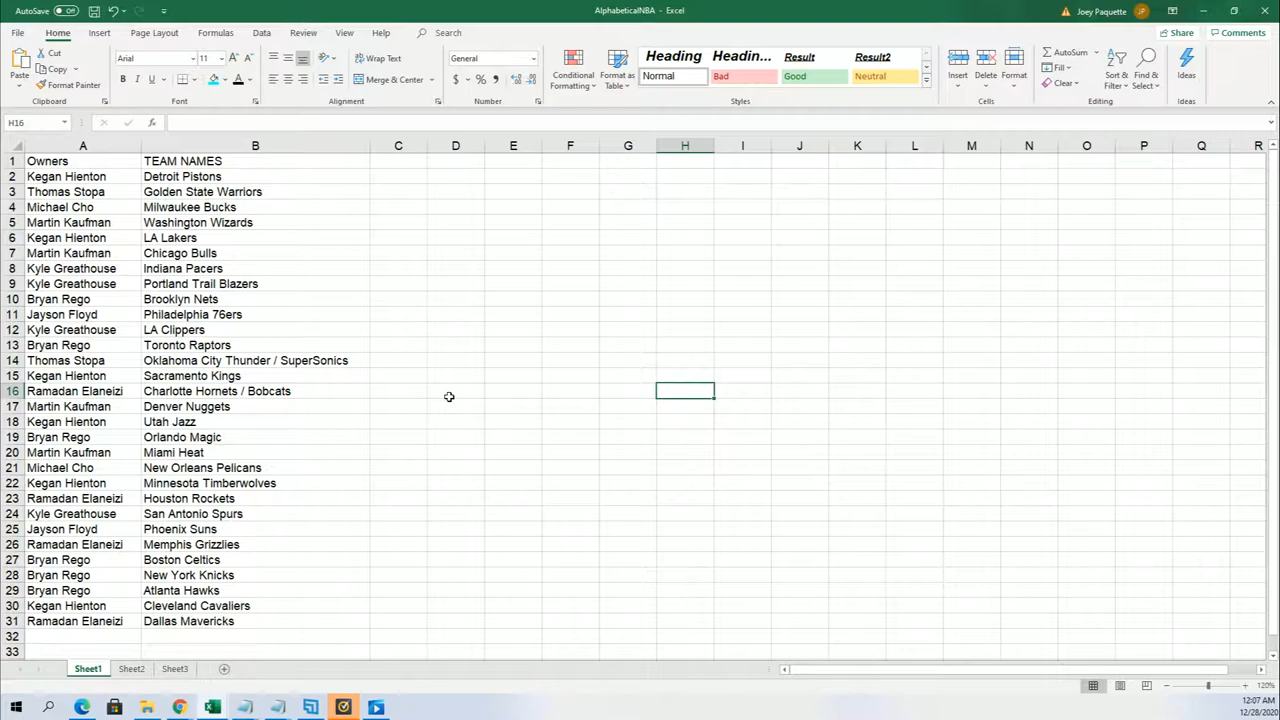 AutoSave Off AlphabeticalNBA - Excel Joey Paquette JP
File Home Insert Page Layout Formulas Data Review View Help Search Share Comments
Paste Cut Copy Format Painter Clipboard
Arial 11 A A B I U A Font
Wrap Text Merge & Center Alignment
General $ % Number
Conditional Formatting Format as Table
Heading Headin... Result Result2
Normal Bad Good Neutral
Styles
Insert Delete Format Cells
AutoSum Fill Clear Sort & Filter Find & Select Editing
Ideas Ideas
H16 fx
A B C D E F G H I J K L M N O P Q R
1 Owners TEAM NAMES
2 Kegan Hienton Detroit Pistons
3 Thomas Stopa Golden State Warriors
4 Michael Cho Milwaukee Bucks
5 Martin Kaufman Washington Wizards
6 Kegan Hienton LA Lakers
7 Martin Kaufman Chicago Bulls
8 Kyle Greathouse Indiana Pacers
9 Kyle Greathouse Portland Trail Blazers
10 Bryan Rego Brooklyn Nets
11 Jayson Floyd Philadelphia 76ers
12 Kyle Greathouse LA Clippers
13 Bryan Rego Toronto Raptors
14 Thomas Stopa Oklahoma City Thunder / SuperSonics
15 Kegan Hienton Sacramento Kings
16 Ramadan Elaneizi Charlotte Hornets / Bobcats
17 Martin Kaufman Denver Nuggets
18 Kegan Hienton Utah Jazz
19 Bryan Rego Orlando Magic
20 Martin Kaufman Miami Heat
21 Michael Cho New Orleans Pelicans
22 Kegan Hienton Minnesota Timberwolves
23 Ramadan Elaneizi Houston Rockets
24 Kyle Greathouse San Antonio Spurs
25 Jayson Floyd Phoenix Suns
26 Ramadan Elaneizi Memphis Grizzlies
27 Bryan Rego Boston Celtics
28 Bryan Rego New York Knicks
29 Bryan Rego Atlanta Hawks
30 Kegan Hienton Cleveland Cavaliers
31 Ramadan Elaneizi Dallas Mavericks
32
33
Sheet1 Sheet2 Sheet3
120%
12:07 AM
12/28/2020